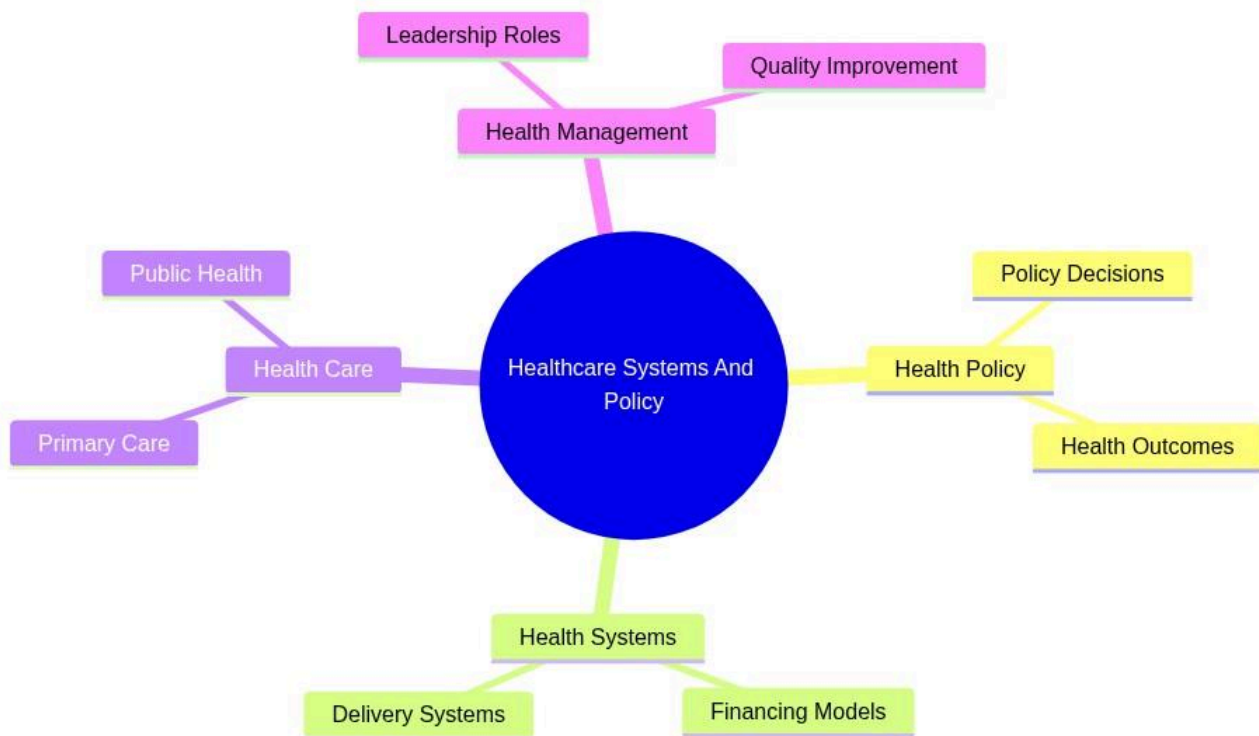 Leadership Roles
Quality Improvement
Health Management
Public Health
Policy Decisions
Health Care
Healthcare Systems And
Policy
Health Policy
Primary Care
Health Outcomes
Health Systems
Delivery Systems
Financing Models